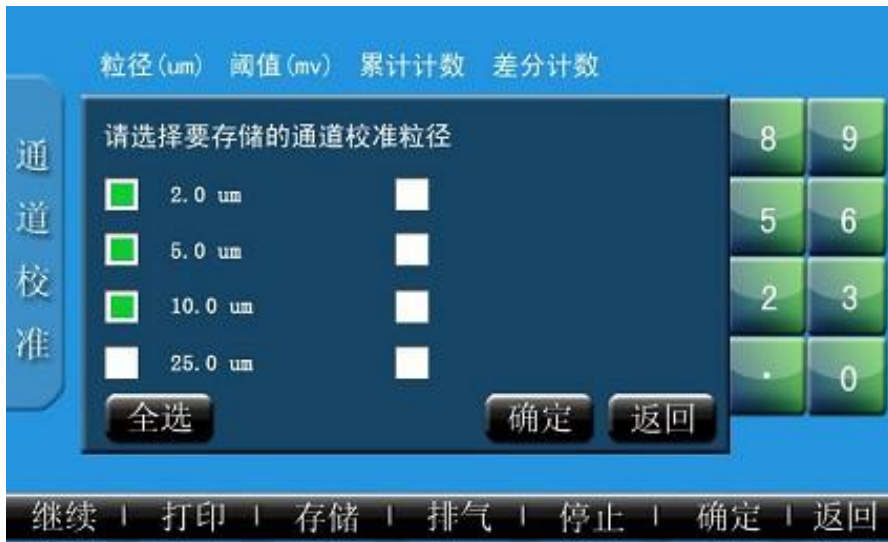 粒径(um) 阈值(mv) 累计计数 差分计数
通道校准
请选择要存储的通道校准粒径
2.0 um
5.0 um
10.0 um
25.0 um
全选 确定 返回
8 9
5 6
2 3
. 0
继续 | 打印 | 存储 | 排气 | 停止 | 确定 | 返回